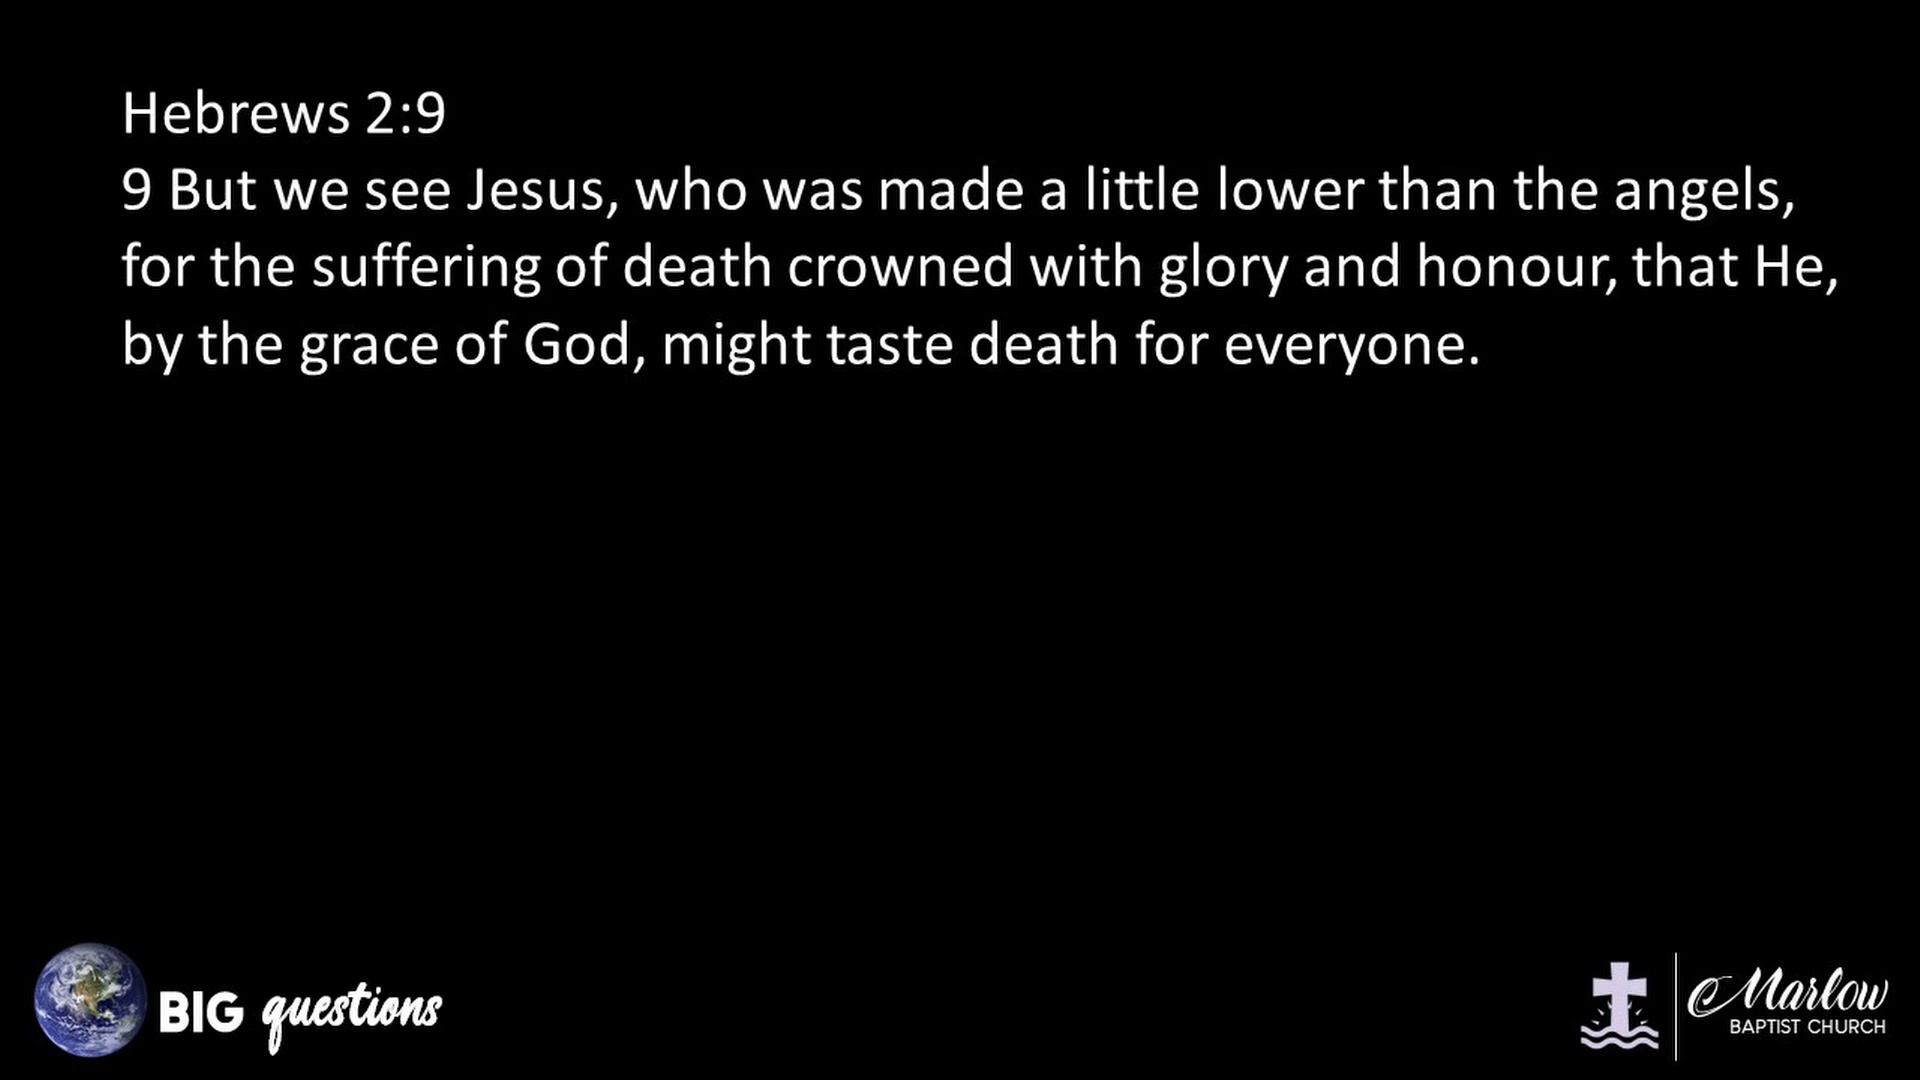 Hebrews 2:9
9 But we see Jesus, who was made a little lower than the angels,
for the suffering of death crowned with glory and honour, that He,
by the grace of God, might taste death for everyone.
BIG questions
Marlow
BAPTIST CHURCH